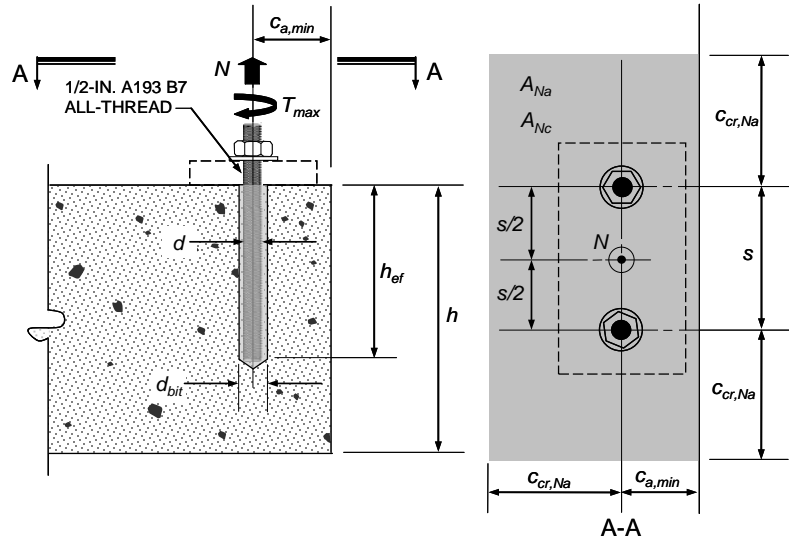 c_a,min
A
A
N
1/2-IN. A193 B7
ALL-THREAD
T_max
d
h_ef
h
d_bit
A_Na
A_Nc
c_cr,Na
s/2
N
s
s/2
c_cr,Na
c_cr,Na
c_a,min
A-A